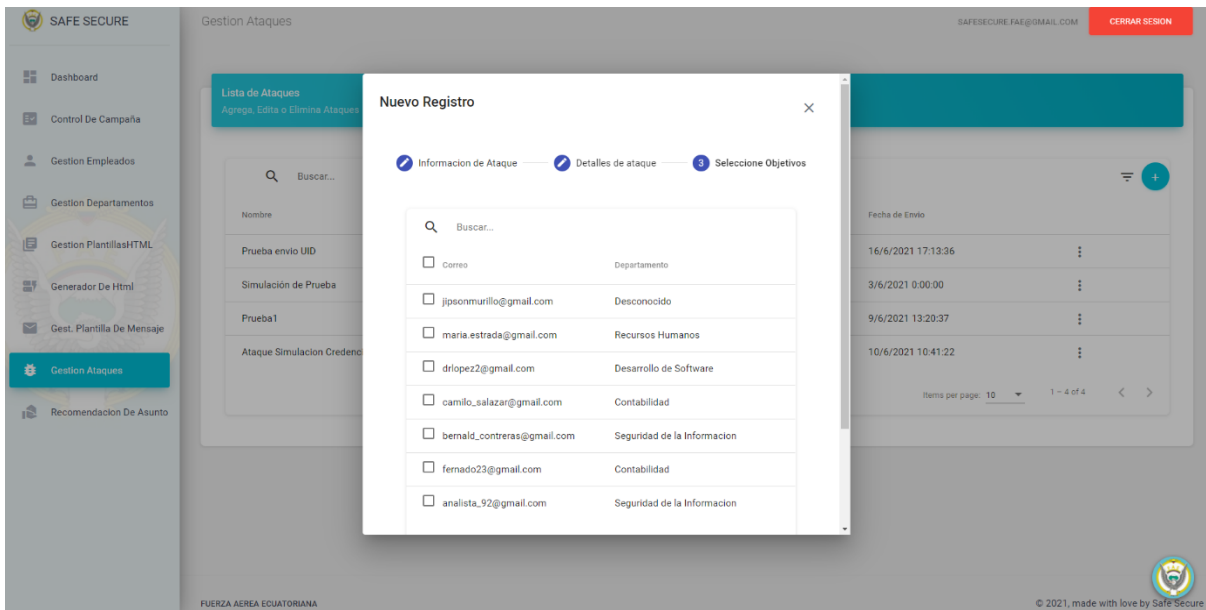 SAFE SECURE
Gestion Ataques
SAFESECURE.FAE@GMAIL.COM
CERRAR SESION
Dashboard
Control De Campaña
Gestion Empleados
Gestion Departamentos
Gestion PlantillasHTML
Generador De Html
Gest. Plantilla De Mensaje
Gestion Ataques
Recomendacion De Asunto
Lista de Ataques
Agrega, Edita o Elimina Ataques
Buscar...
Nombre
Fecha de Envio
Prueba envio UID
16/6/2021 17:13:36
Simulación de Prueba
3/6/2021 0:00:00
Prueba1
9/6/2021 13:20:37
Ataque Simulacion Credenc
10/6/2021 10:41:22
Items per page: 10
1 – 4 of 4
Nuevo Registro
Informacion de Ataque
Detalles de ataque
3 Seleccione Objetivos
Buscar...
Correo Departamento
jipsonmurillo@gmail.com Desconocido
maria.estrada@gmail.com Recursos Humanos
drlopez2@gmail.com Desarrollo de Software
camilo_salazar@gmail.com Contabilidad
bernald_contreras@gmail.com Seguridad de la Informacion
fernado23@gmail.com Contabilidad
analista_92@gmail.com Seguridad de la Informacion
FUERZA AEREA ECUATORIANA
© 2021, made with love by Safe Secure